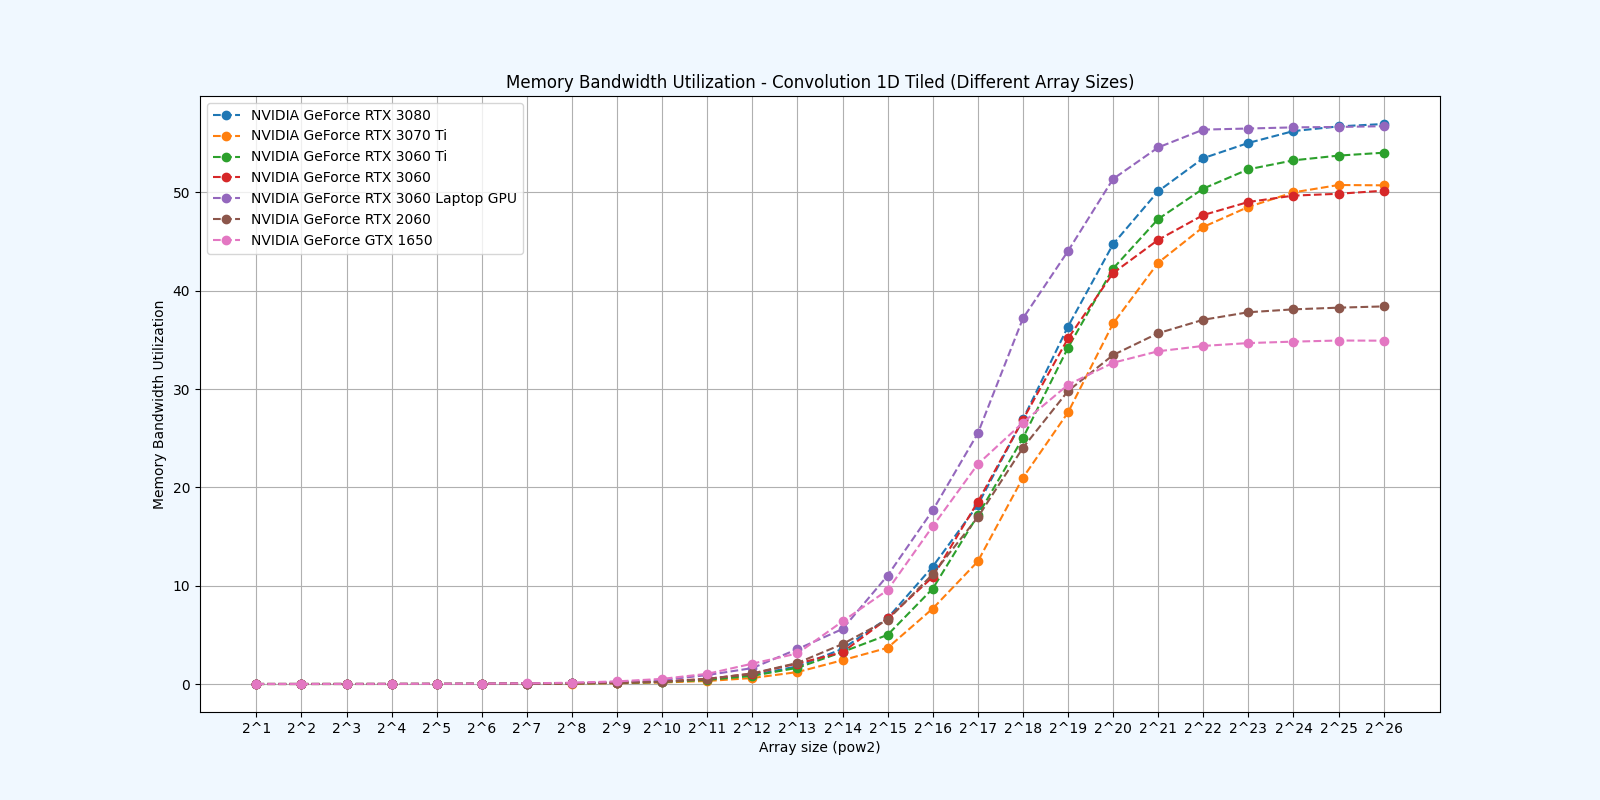 Memory Bandwidth Utilization - Convolution 1D Tiled (Different Array Sizes)
NVIDIA GeForce RTX 3080
NVIDIA GeForce RTX 3070 Ti
NVIDIA GeForce RTX 3060 Ti
NVIDIA GeForce RTX 3060
NVIDIA GeForce RTX 3060 Laptop GPU
NVIDIA GeForce RTX 2060
NVIDIA GeForce GTX 1650
Memory Bandwidth Utilization
50
40
30
20
10
0
2^1 2^2 2^3 2^4 2^5 2^6 2^7 2^8 2^9 2^10 2^11 2^12 2^13 2^14 2^15 2^16 2^17 2^18 2^19 2^20 2^21 2^22 2^23 2^24 2^25 2^26
Array size (pow2)